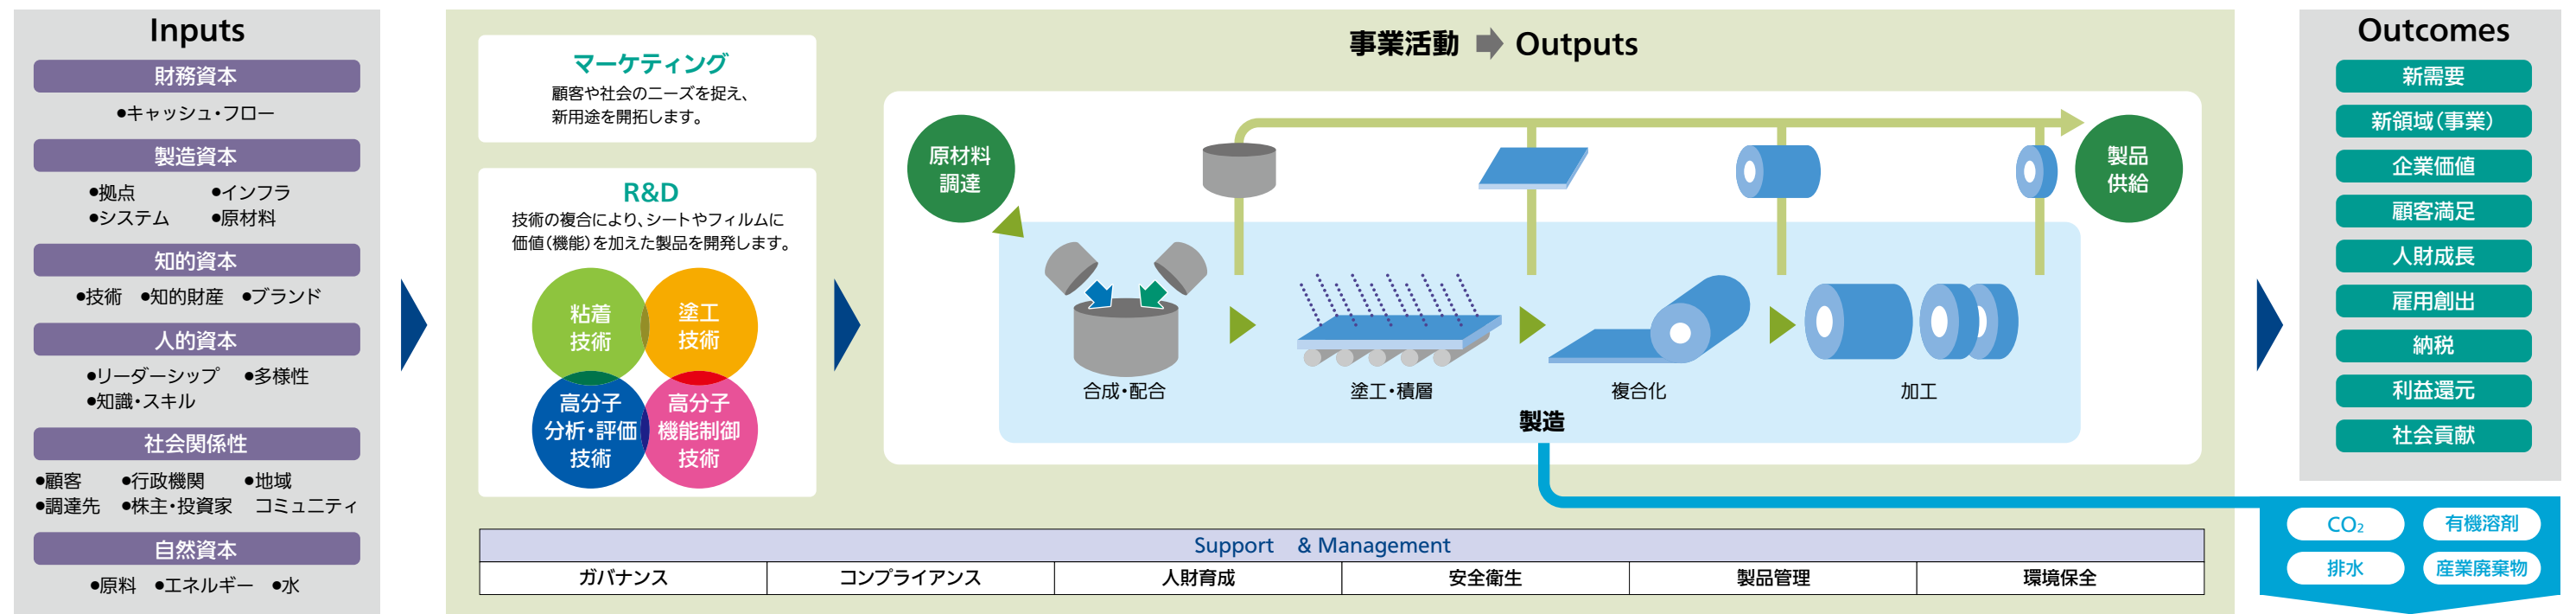 Inputs
財務資本
●キャッシュ・フロー
製造資本
●拠点 ●インフラ
●システム ●原材料
知的資本
●技術 ●知的財産 ●ブランド
人的資本
●リーダーシップ ●多様性
●知識・スキル
社会関係性
●顧客 ●行政機関 ●地域
●調達先 ●株主・投資家 コミュニティ
自然資本
●原料 ●エネルギー ●水
マーケティング
顧客や社会のニーズを捉え、
新用途を開拓します。
R&D
技術の複合により、シートやフィルムに
価値（機能）を加えた製品を開発します。
粘着
技術
塗工
技術
高分子
分析・評価
技術
高分子
機能制御
技術
事業活動 Outputs
原材料
調達
製品
供給
合成・配合
塗工・積層
複合化
加工
製造
Support & Management
ガバナンス
コンプライアンス
人財育成
安全衛生
製品管理
環境保全
Outcomes
新需要
新領域（事業）
企業価値
顧客満足
人財成長
雇用創出
納税
利益還元
社会貢献
CO₂
有機溶剤
排水
産業廃棄物